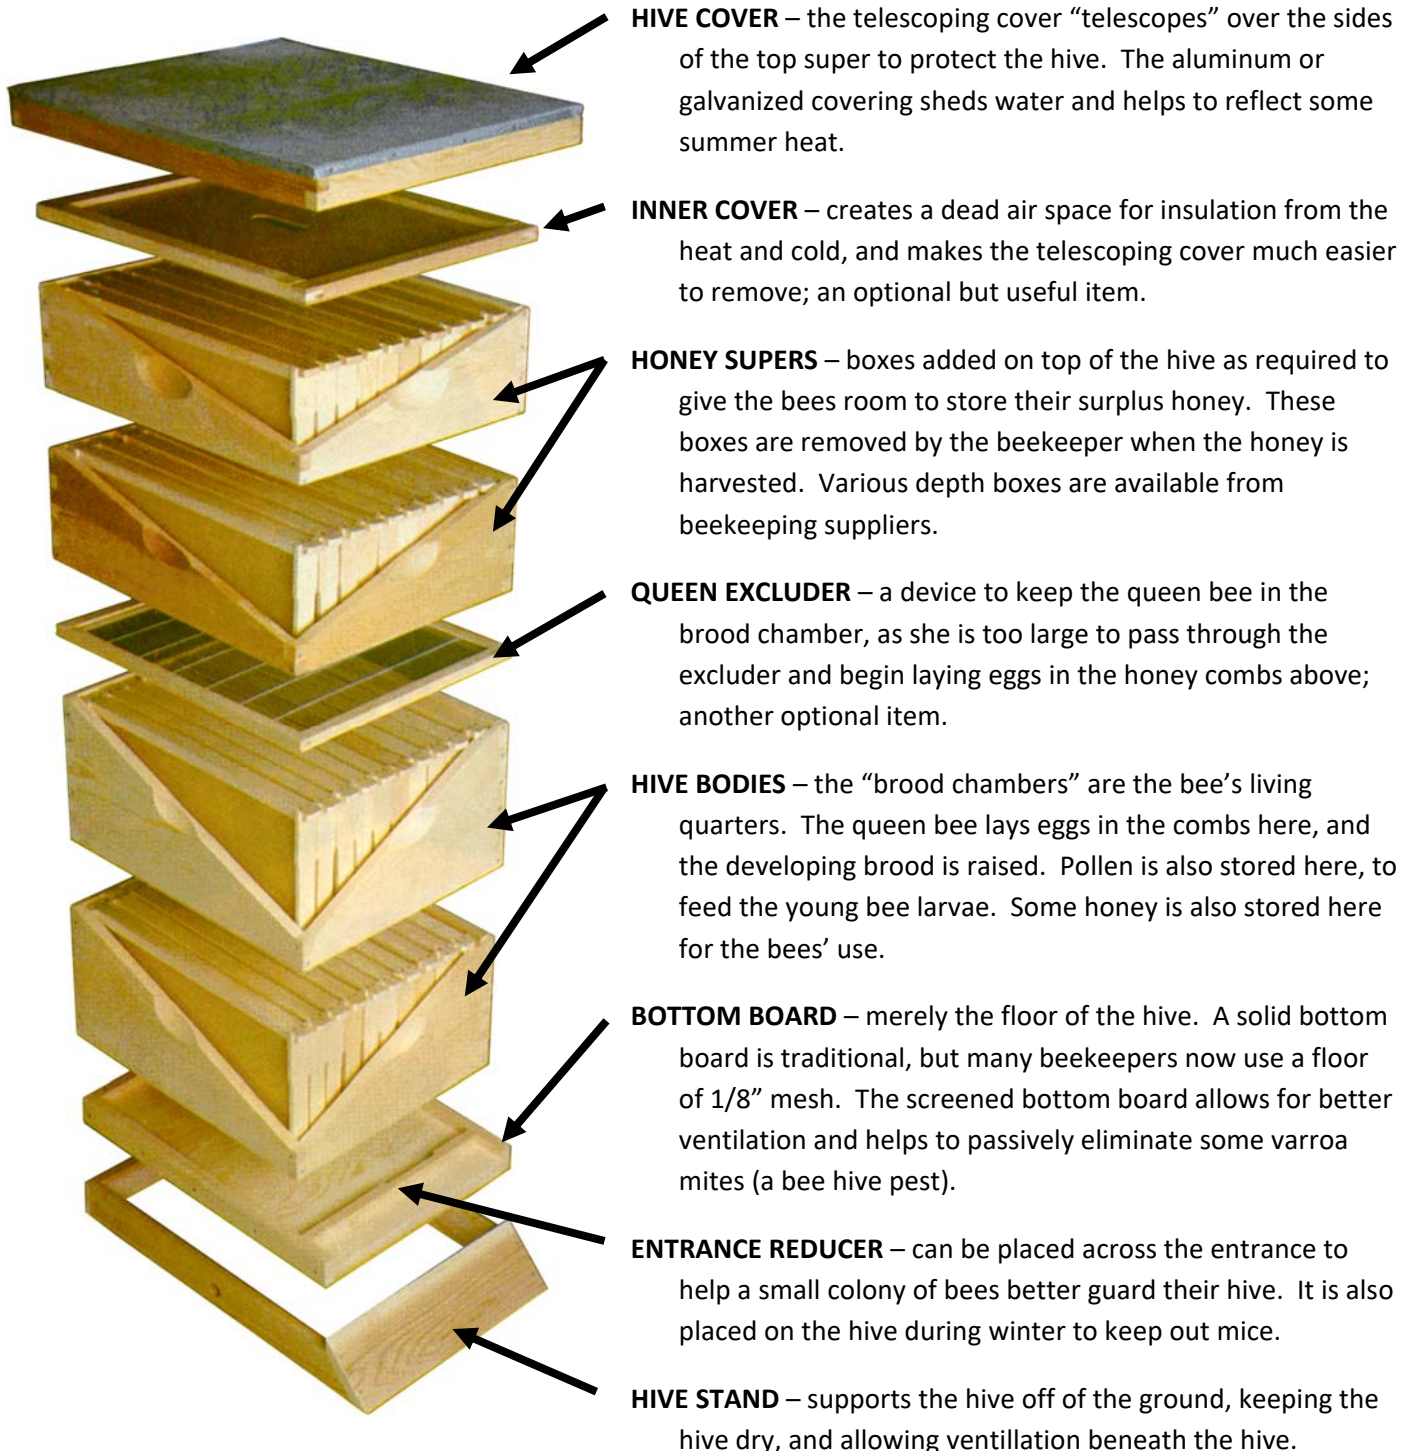 HIVE COVER – the telescoping cover “telescopes” over the sides
of the top super to protect the hive.  The aluminum or
galvanized covering sheds water and helps to reflect some
summer heat.
INNER COVER – creates a dead air space for insulation from the
heat and cold, and makes the telescoping cover much easier
to remove; an optional but useful item.
HONEY SUPERS – boxes added on top of the hive as required to
give the bees room to store their surplus honey.  These
boxes are removed by the beekeeper when the honey is
harvested.  Various depth boxes are available from
beekeeping suppliers.
QUEEN EXCLUDER – a device to keep the queen bee in the
brood chamber, as she is too large to pass through the
excluder and begin laying eggs in the honey combs above;
another optional item.
HIVE BODIES – the “brood chambers” are the bee’s living
quarters.  The queen bee lays eggs in the combs here, and
the developing brood is raised.  Pollen is also stored here, to
feed the young bee larvae.  Some honey is also stored here
for the bees’ use.
BOTTOM BOARD – merely the floor of the hive.  A solid bottom
board is traditional, but many beekeepers now use a floor
of 1/8” mesh.  The screened bottom board allows for better
ventilation and helps to passively eliminate some varroa
mites (a bee hive pest).
ENTRANCE REDUCER – can be placed across the entrance to
help a small colony of bees better guard their hive.  It is also
placed on the hive during winter to keep out mice.
HIVE STAND – supports the hive off of the ground, keeping the
hive dry, and allowing ventillation beneath the hive.